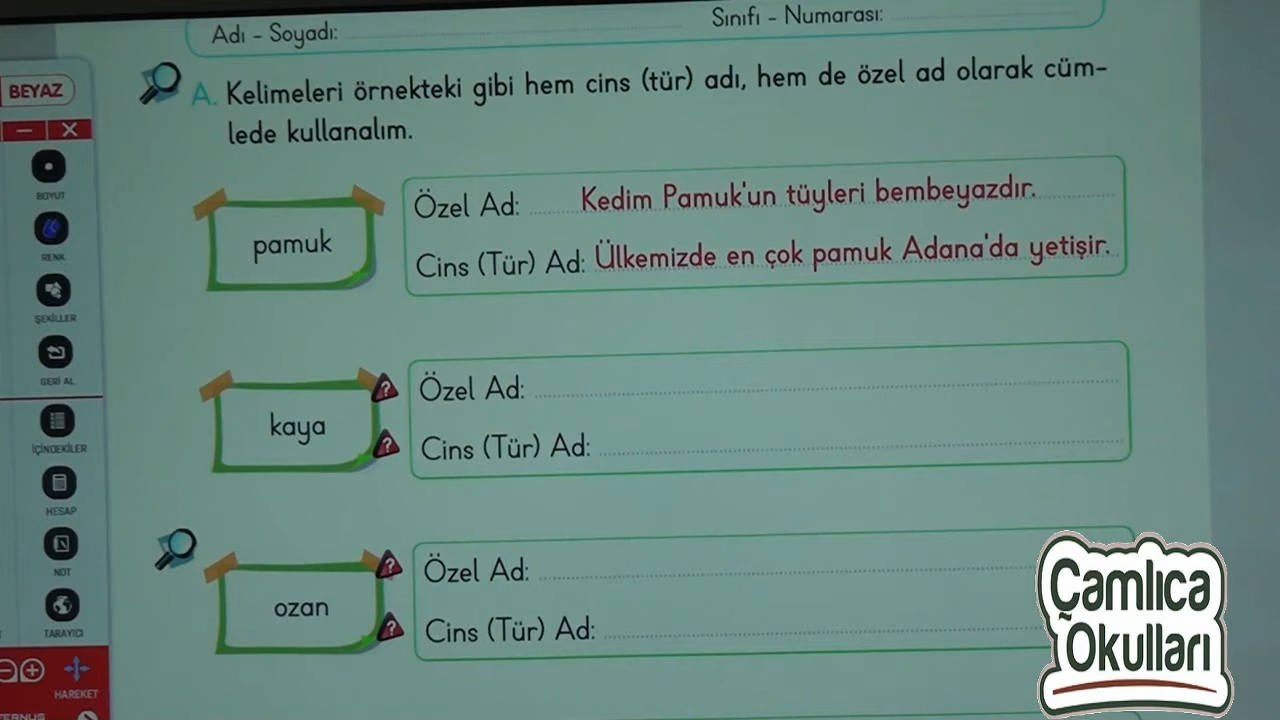 Adı - Soyadı:
Sınıfı - Numarası:
BEYAZ
A. Kelimeleri örnekteki gibi hem cins (tür) adı, hem de özel ad olarak cüm-
lede kullanalım.
BOYUT
RENK
ŞEKİLLER
GERİ AL
İÇİNDEKİLER
HESAP
NOT
TARAYICI
HAREKET
pamuk
Özel Ad: Kedim Pamuk'un tüyleri bembeyazdır.
Cins (Tür) Ad: Ülkemizde en çok pamuk Adana'da yetişir.
kaya
Özel Ad:
Cins (Tür) Ad:
ozan
Özel Ad:
Cins (Tür) Ad:
Çamlıca
Okulları